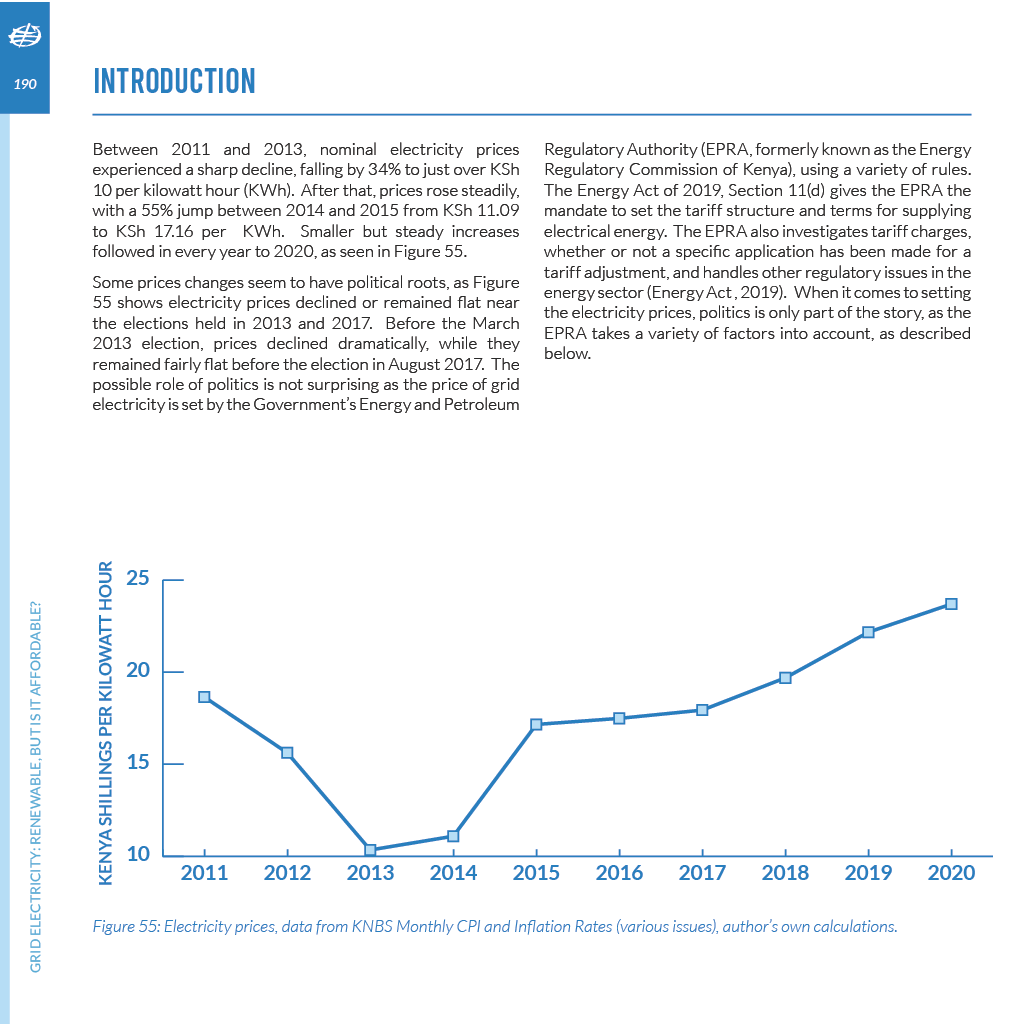 190
INTRODUCTION
Between 2011 and 2013, nominal electricity prices
experienced a sharp decline, falling by 34% to just over KSh
10 per kilowatt hour (KWh). After that, prices rose steadily,
with a 55% jump between 2014 and 2015 from KSh 11.09
to KSh 17.16 per KWh. Smaller but steady increases
followed in every year to 2020, as seen in Figure 55.
Some prices changes seem to have political roots, as Figure
55 shows electricity prices declined or remained flat near
the elections held in 2013 and 2017. Before the March
2013 election, prices declined dramatically, while they
remained fairly flat before the election in August 2017. The
possible role of politics is not surprising as the price of grid
electricity is set by the Government's Energy and Petroleum
Regulatory Authority (EPRA, formerly known as the Energy
Regulatory Commission of Kenya), using a variety of rules.
The Energy Act of 2019, Section 11(d) gives the EPRA the
mandate to set the tariff structure and terms for supplying
electrical energy. The EPRA also investigates tariff charges,
whether or not a specific application has been made for a
tariff adjustment, and handles other regulatory issues in the
energy sector (Energy Act , 2019). When it comes to setting
the electricity prices, politics is only part of the story, as the
EPRA takes a variety of factors into account, as described
below.
GRID ELECTRICITY: RENEWABLE, BUT IS IT AFFORDABLE?
KENYA SHILLINGS PER KILOWATT HOUR
25
20
15
10
2011 2012 2013 2014 2015 2016 2017 2018 2019 2020
Figure 55: Electricity prices, data from KNBS Monthly CPI and Inflation Rates (various issues), author's own calculations.